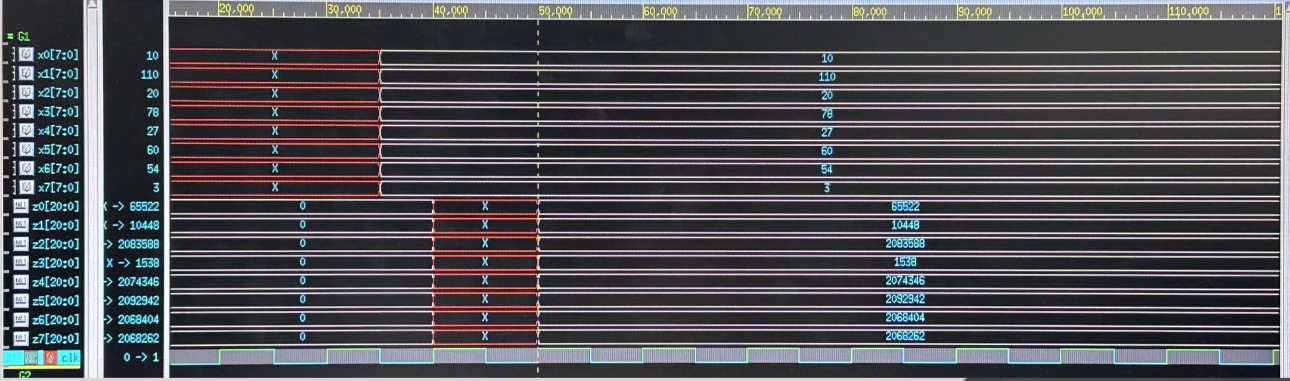 20,000 30,000 40,000 50,000 60,000 70,000 80,000 90,000 100,000 110,000
= G1
x0[7:0] 10 X 10
x1[7:0] 110 X 110
x2[7:0] 20 X 20
x3[7:0] 78 X 78
x4[7:0] 27 X 27
x5[7:0] 60 X 60
x6[7:0] 54 X 54
x7[7:0] 3 X 3
z0[20:0] X -> 65522 0 X 65522
z1[20:0] X -> 10448 0 X 10448
z2[20:0] -> 2083588 0 X 2083588
z3[20:0] X -> 1538 0 X 1538
z4[20:0] -> 2074346 0 X 2074346
z5[20:0] -> 2092942 0 X 2092942
z6[20:0] -> 2068404 0 X 2068404
z7[20:0] -> 2068262 0 X 2068262
clk 0 -> 1
G2